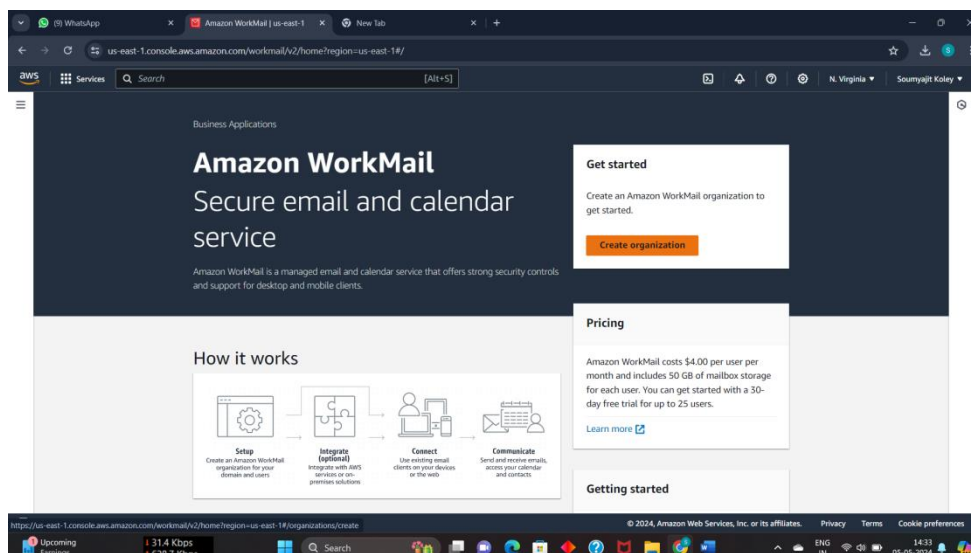 (9) WhatsApp
Amazon WorkMail | us-east-1
New Tab
us-east-1.console.aws.amazon.com/workmail/v2/home?region=us-east-1#/
aws
Services
Search
[Alt+S]
N. Virginia
Soumyajit Koley
Business Applications
Amazon WorkMail
Secure email and calendar
service
Amazon WorkMail is a managed email and calendar service that offers strong security controls
and support for desktop and mobile clients.
Get started
Create an Amazon WorkMail organization to
get started.
Create organization
Pricing
Amazon WorkMail costs $4.00 per user per
month and includes 50 GB of mailbox storage
for each user. You can get started with a 30-
day free trial for up to 25 users.
Learn more
How it works
Setup
Create an Amazon WorkMail
organization for your
domain and users
Integrate
(optional)
Integrate with AWS
services or on-
premises solutions
Connect
Use existing email
clients on your devices
or the web
Communicate
Send and receive emails,
access your calendar
and contacts
Getting started
https://us-east-1.console.aws.amazon.com/workmail/v2/home?region=us-east-1#/organizations/create
© 2024, Amazon Web Services, Inc. or its affiliates.
Privacy
Terms
Cookie preferences
1
Upcoming
Earnings
31.4 Kbps
Search
ENG
IN
14:33
05-05-2024